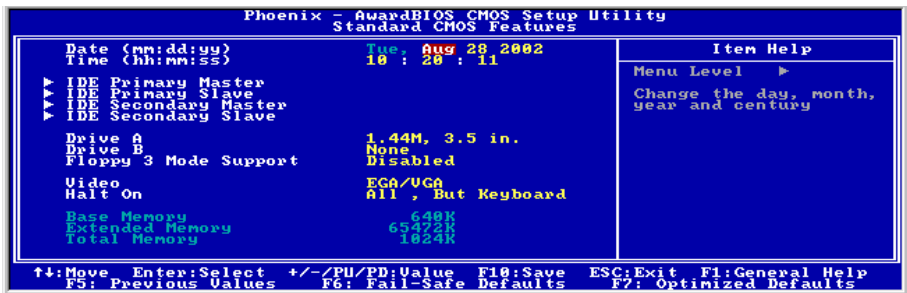 Phoenix - AwardBIOS CMOS Setup Utility
Standard CMOS Features
Date (mm:dd:yy) Tue, Aug 28 2002
Time (hh:mm:ss) 10 : 20 : 11
IDE Primary Master
IDE Primary Slave
IDE Secondary Master
IDE Secondary Slave
Drive A 1.44M, 3.5 in.
Drive B None
Floppy 3 Mode Support Disabled
Video EGA/VGA
Halt On All , But Keyboard
Base Memory 640K
Extended Memory 65472K
Total Memory 1024K
Item Help
Menu Level ▶
Change the day, month,
year and century
↑↓:Move Enter:Select +/-/PU/PD:Value F10:Save ESC:Exit F1:General Help
F5: Previous Values F6: Fail-Safe Defaults F7: Optimized Defaults